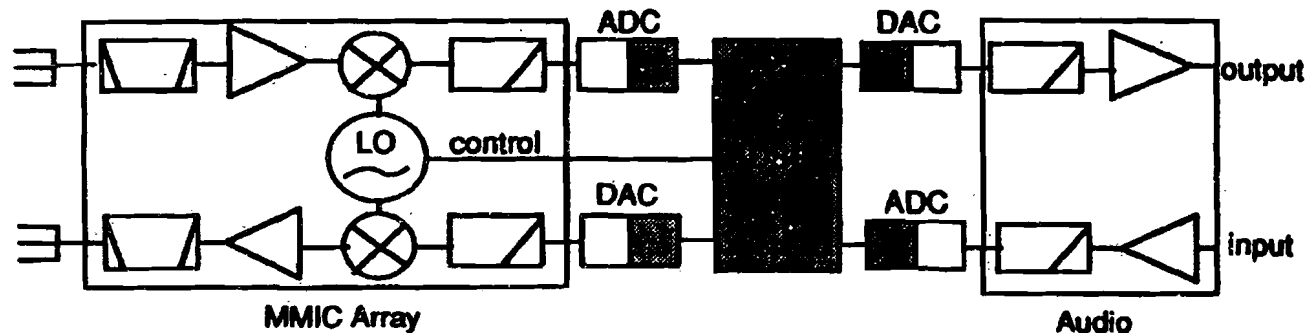 ADC
DAC
LO
control
output
DAC
ADC
input
MMIC Array
Audio